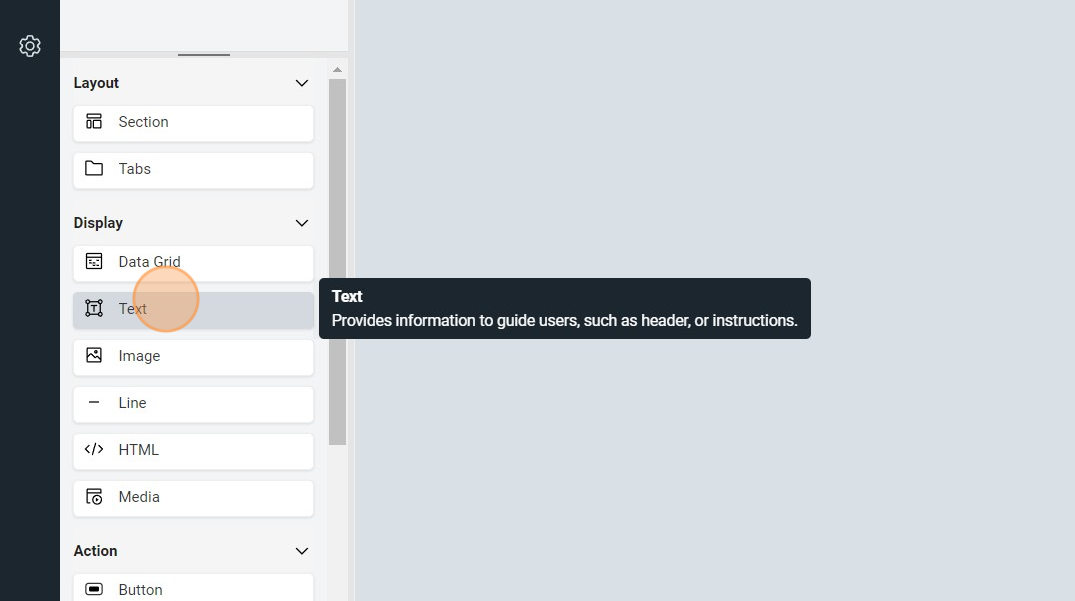 Layout
Section
Tabs
Display
Data Grid
Text
Text
Provides information to guide users, such as header, or instructions.
Image
Line
HTML
Media
Action
Button